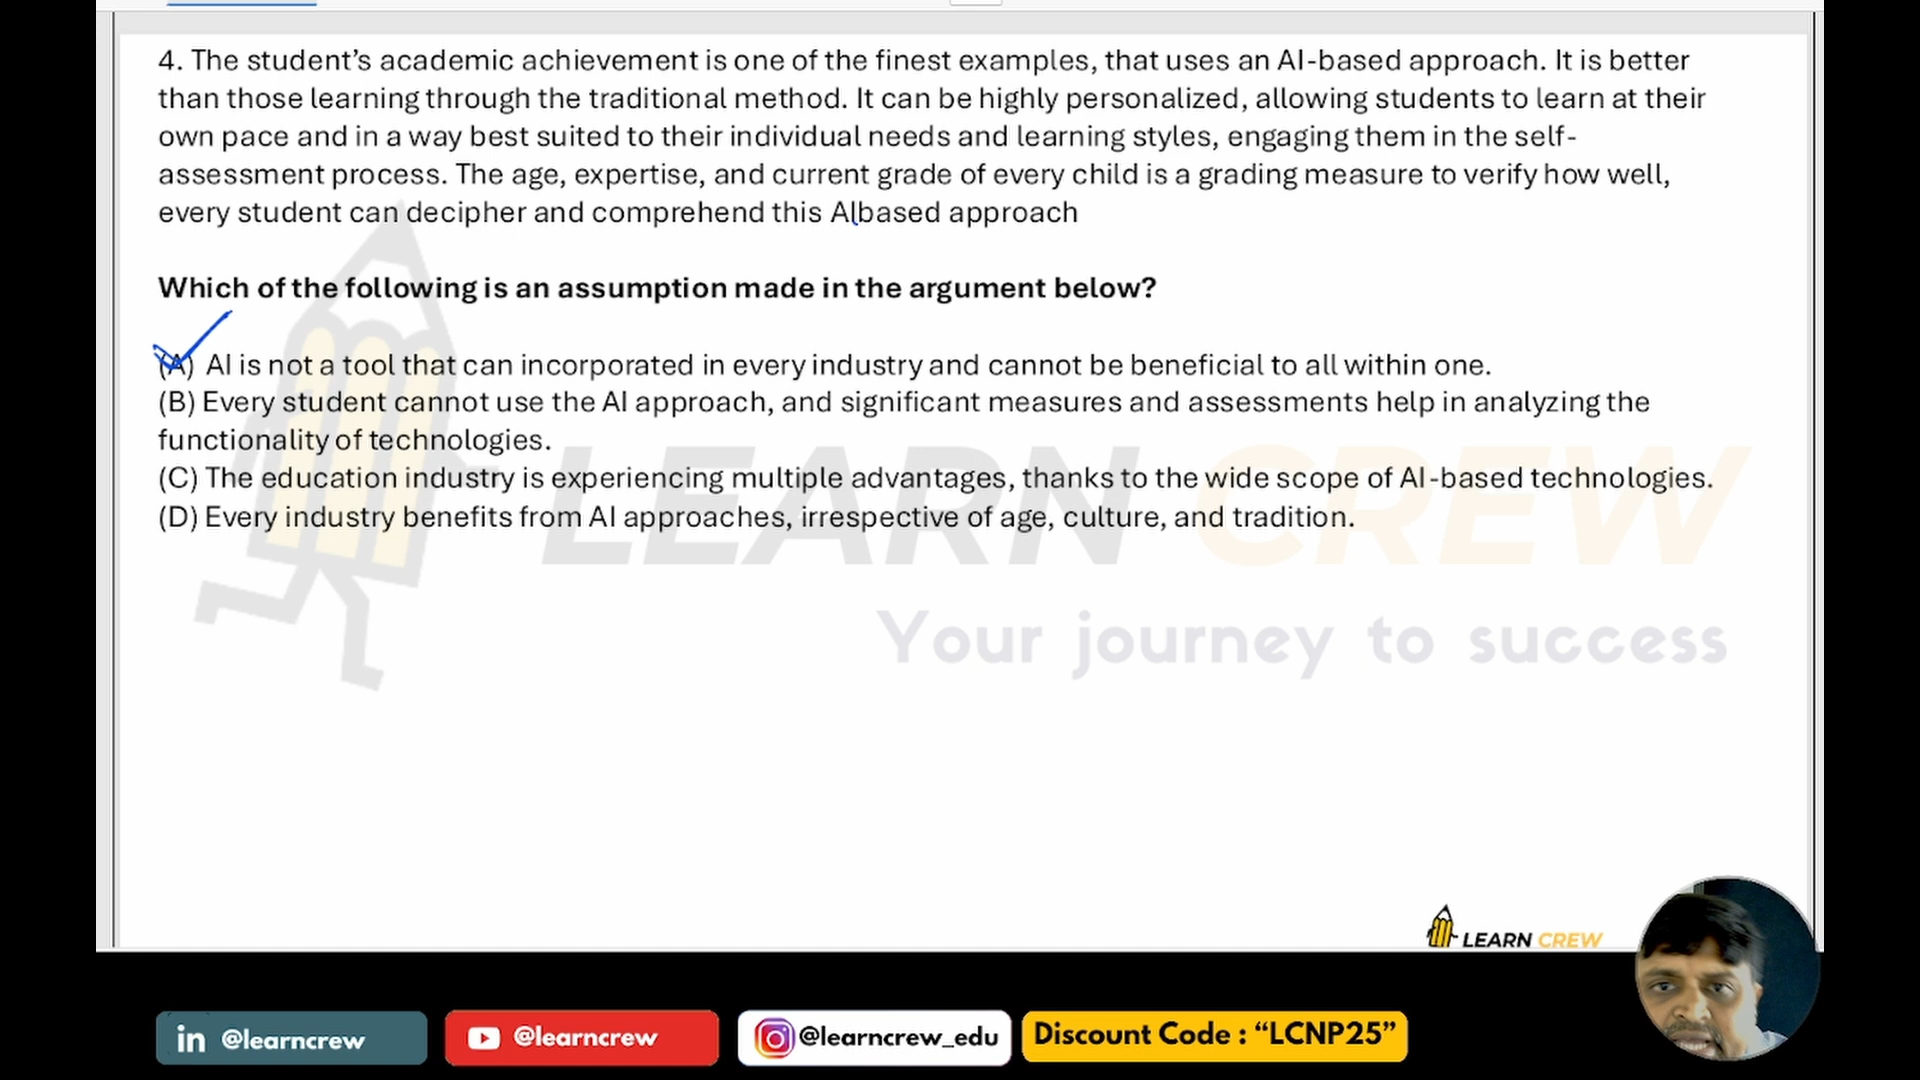 4. The student's academic achievement is one of the finest examples, that uses an AI-based approach. It is better
than those learning through the traditional method. It can be highly personalized, allowing students to learn at their
own pace and in a way best suited to their individual needs and learning styles, engaging them in the self-
assessment process. The age, expertise, and current grade of every child is a grading measure to verify how well,
every student can decipher and comprehend this AIbased approach
Which of the following is an assumption made in the argument below?
(A) AI is not a tool that can incorporated in every industry and cannot be beneficial to all within one.
(B) Every student cannot use the AI approach, and significant measures and assessments help in analyzing the
functionality of technologies.
(C) The education industry is experiencing multiple advantages, thanks to the wide scope of AI-based technologies.
(D) Every industry benefits from AI approaches, irrespective of age, culture, and tradition.
LEARN CREW
Your journey to success
LEARN CREW
in @learncrew
@learncrew
@learncrew_edu
Discount Code : “LCNP25”